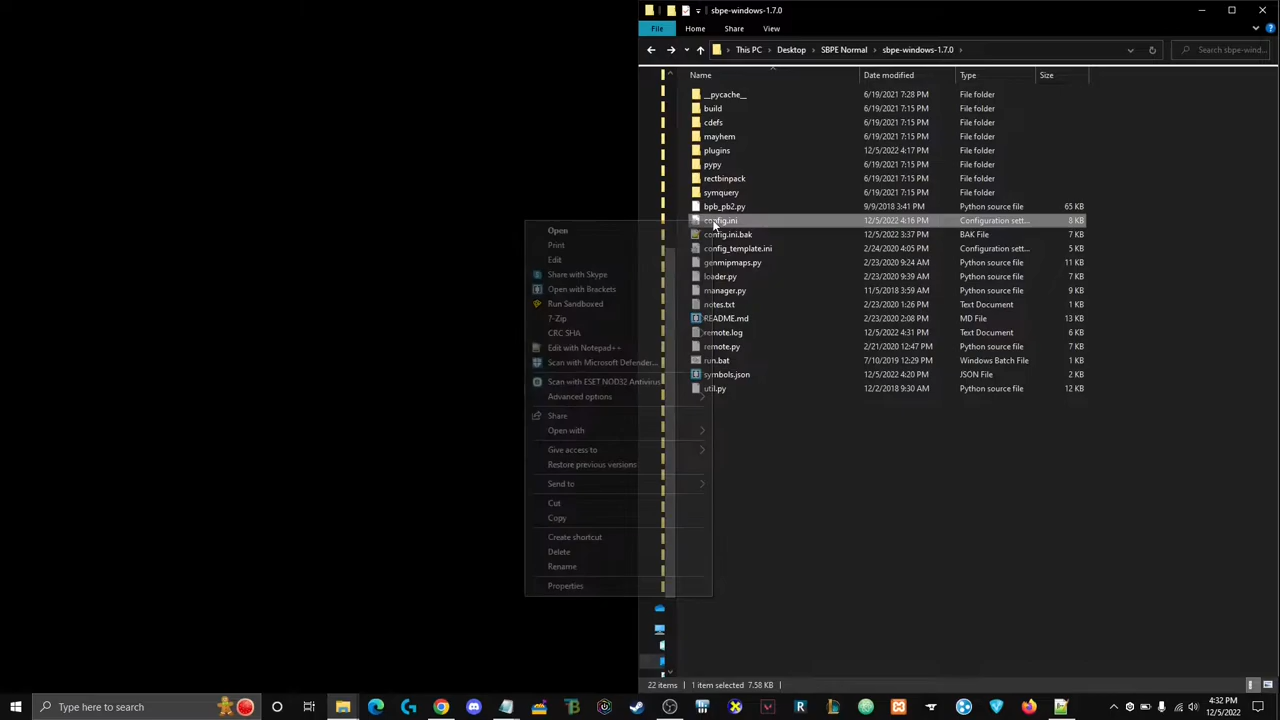 sbpe-windows-1.7.0
File Home Share View
This PC Desktop SBPE Normal sbpe-windows-1.7.0 Search sbpe-wind...
Name Date modified Type Size
__pycache__ 6/19/2021 7:28 PM File folder
build 6/19/2021 7:15 PM File folder
cdefs 6/19/2021 7:15 PM File folder
mayhem 6/19/2021 7:15 PM File folder
plugins 12/5/2022 4:17 PM File folder
pypy 6/19/2021 7:15 PM File folder
rectbinpack 6/19/2021 7:15 PM File folder
symquery 6/19/2021 7:15 PM File folder
bpb_pb2.py 9/9/2018 3:41 PM Python source file 65 KB
config.ini 12/5/2022 4:16 PM Configuration sett... 8 KB
config.ini.bak 12/5/2022 3:37 PM BAK File 7 KB
config_template.ini 2/24/2020 4:05 PM Configuration sett... 5 KB
genmipmaps.py 2/23/2020 9:24 AM Python source file 11 KB
loader.py 2/23/2020 9:39 AM Python source file 7 KB
manager.py 11/5/2018 3:59 AM Python source file 9 KB
notes.txt 2/23/2020 1:26 PM Text Document 1 KB
README.md 2/23/2020 2:08 PM MD File 13 KB
remote.log 12/5/2022 4:31 PM Text Document 6 KB
remote.py 2/21/2020 12:47 PM Python source file 7 KB
run.bat 7/10/2019 12:29 PM Windows Batch File 1 KB
symbols.json 12/5/2022 4:20 PM JSON File 2 KB
util.py 12/2/2018 9:30 AM Python source file 12 KB
Open
Print
Edit
Share with Skype
Open with Brackets
Run Sandboxed
7-Zip
CRC SHA
Edit with Notepad++
Scan with Microsoft Defender...
Scan with ESET NOD32 Antivirus
Advanced options
Share
Open with
Give access to
Restore previous versions
Send to
Cut
Copy
Create shortcut
Delete
Rename
Properties
22 items 1 item selected 7.58 KB
Type here to search
4:32 PM
12/5/2022